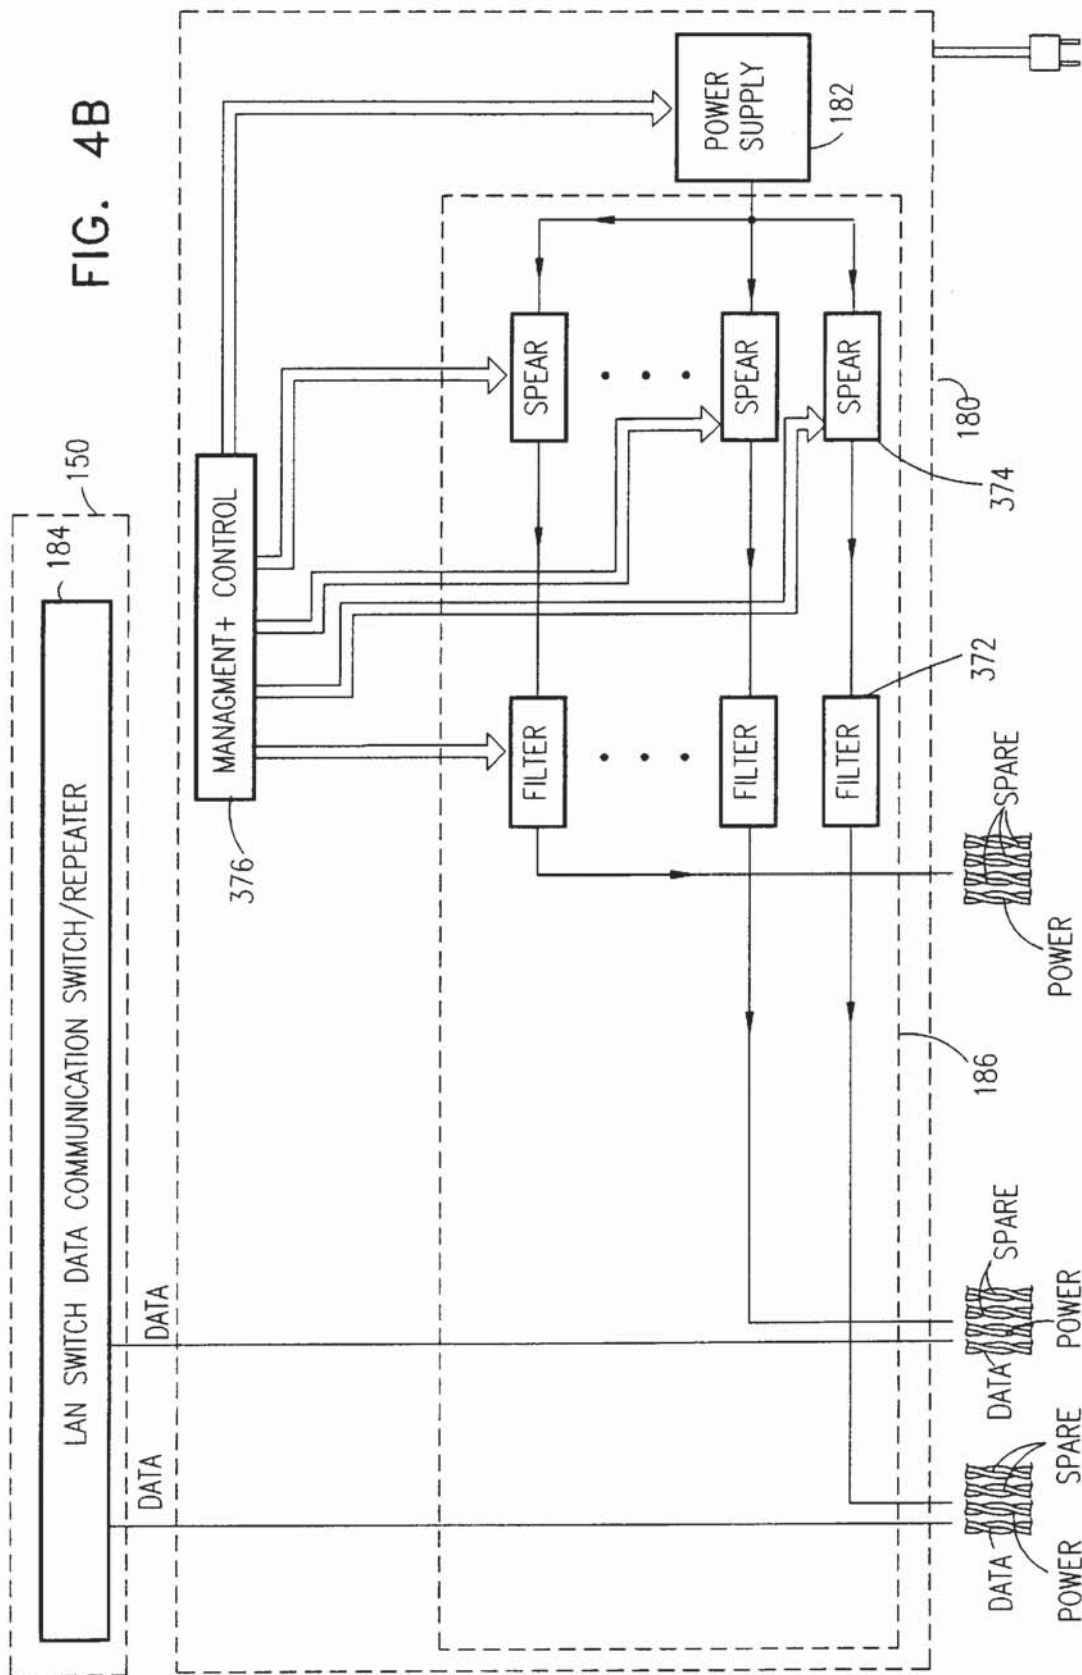 FIG. 4B
150
184
LAN SWITCH DATA COMMUNICATION SWITCH/REPEATER
DATA
DATA
MANAGMENT+ CONTROL
376
POWER
SUPPLY
182
SPEAR
SPEAR
SPEAR
374
180
FILTER
FILTER
FILTER
372
186
DATA
POWER
SPARE
DATA
POWER
SPARE
POWER
SPARE